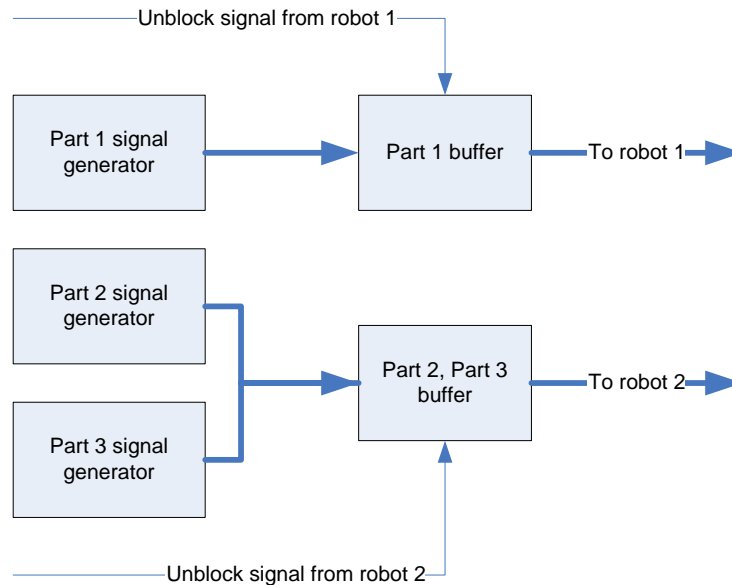 Unblock signal from robot 1
Part 1 signal
generator
Part 1 buffer
To robot 1
Part 2 signal
generator
Part 2, Part 3
buffer
To robot 2
Part 3 signal
generator
Unblock signal from robot 2